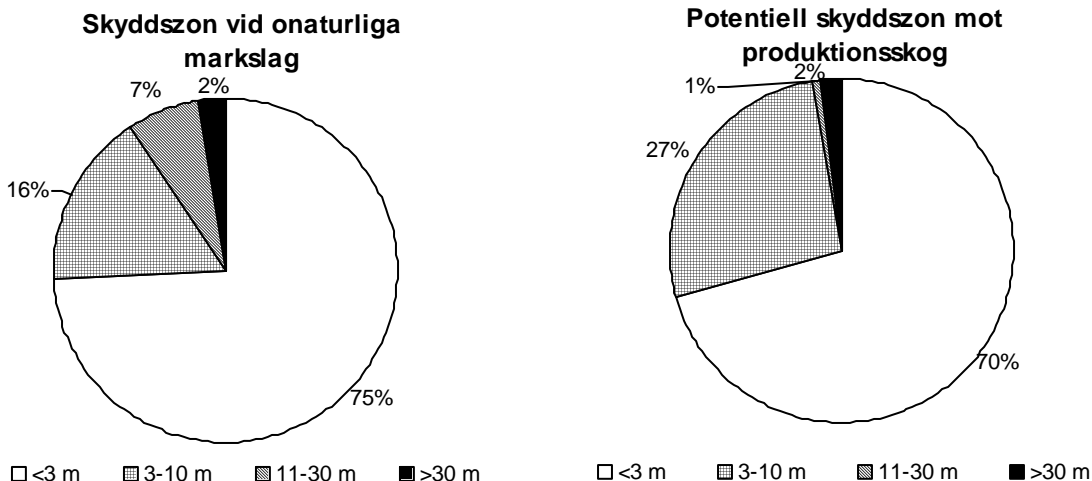 Skyddszon vid onaturliga
markslag
7%
2%
16%
75%
<3 m 3-10 m 11-30 m >30 m
Potentiell skyddszon mot
produktionsskog
1%
2%
27%
70%
<3 m 3-10 m 11-30 m >30 m